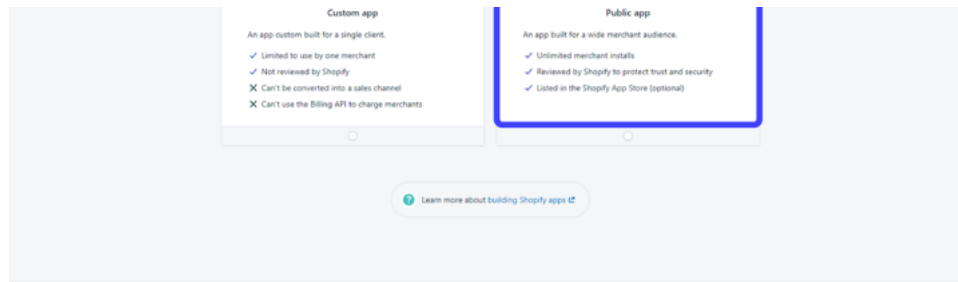 Custom app
An app custom built for a single client.
Limited to use by one merchant
Not reviewed by Shopify
Can't be converted into a sales channel
Can't use the Billing API to charge merchants
Public app
An app built for a wide merchant audience.
Unlimited merchant installs
Reviewed by Shopify to protect trust and security
Listed in the Shopify App Store (optional)
Learn more about building Shopify apps